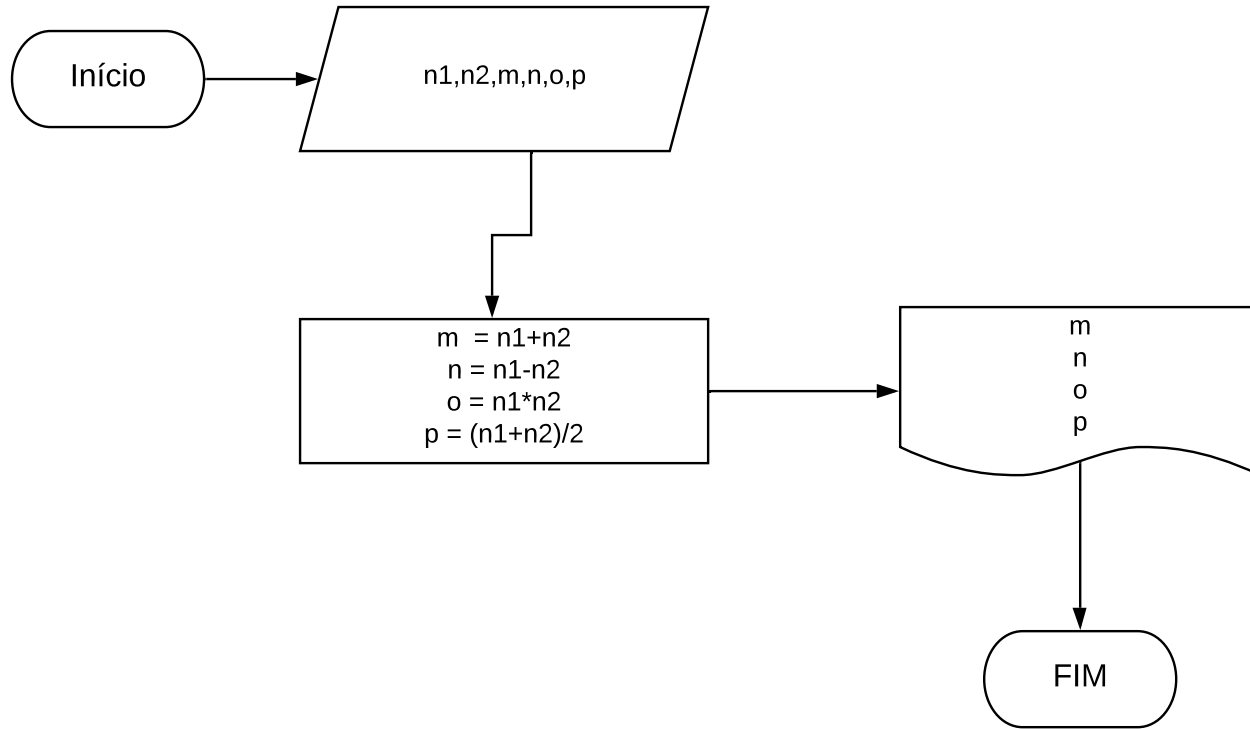 Início
n1,n2,m,n,o,p
m  = n1+n2
n = n1-n2
o = n1*n2
p = (n1+n2)/2
m
n
o
p
FIM